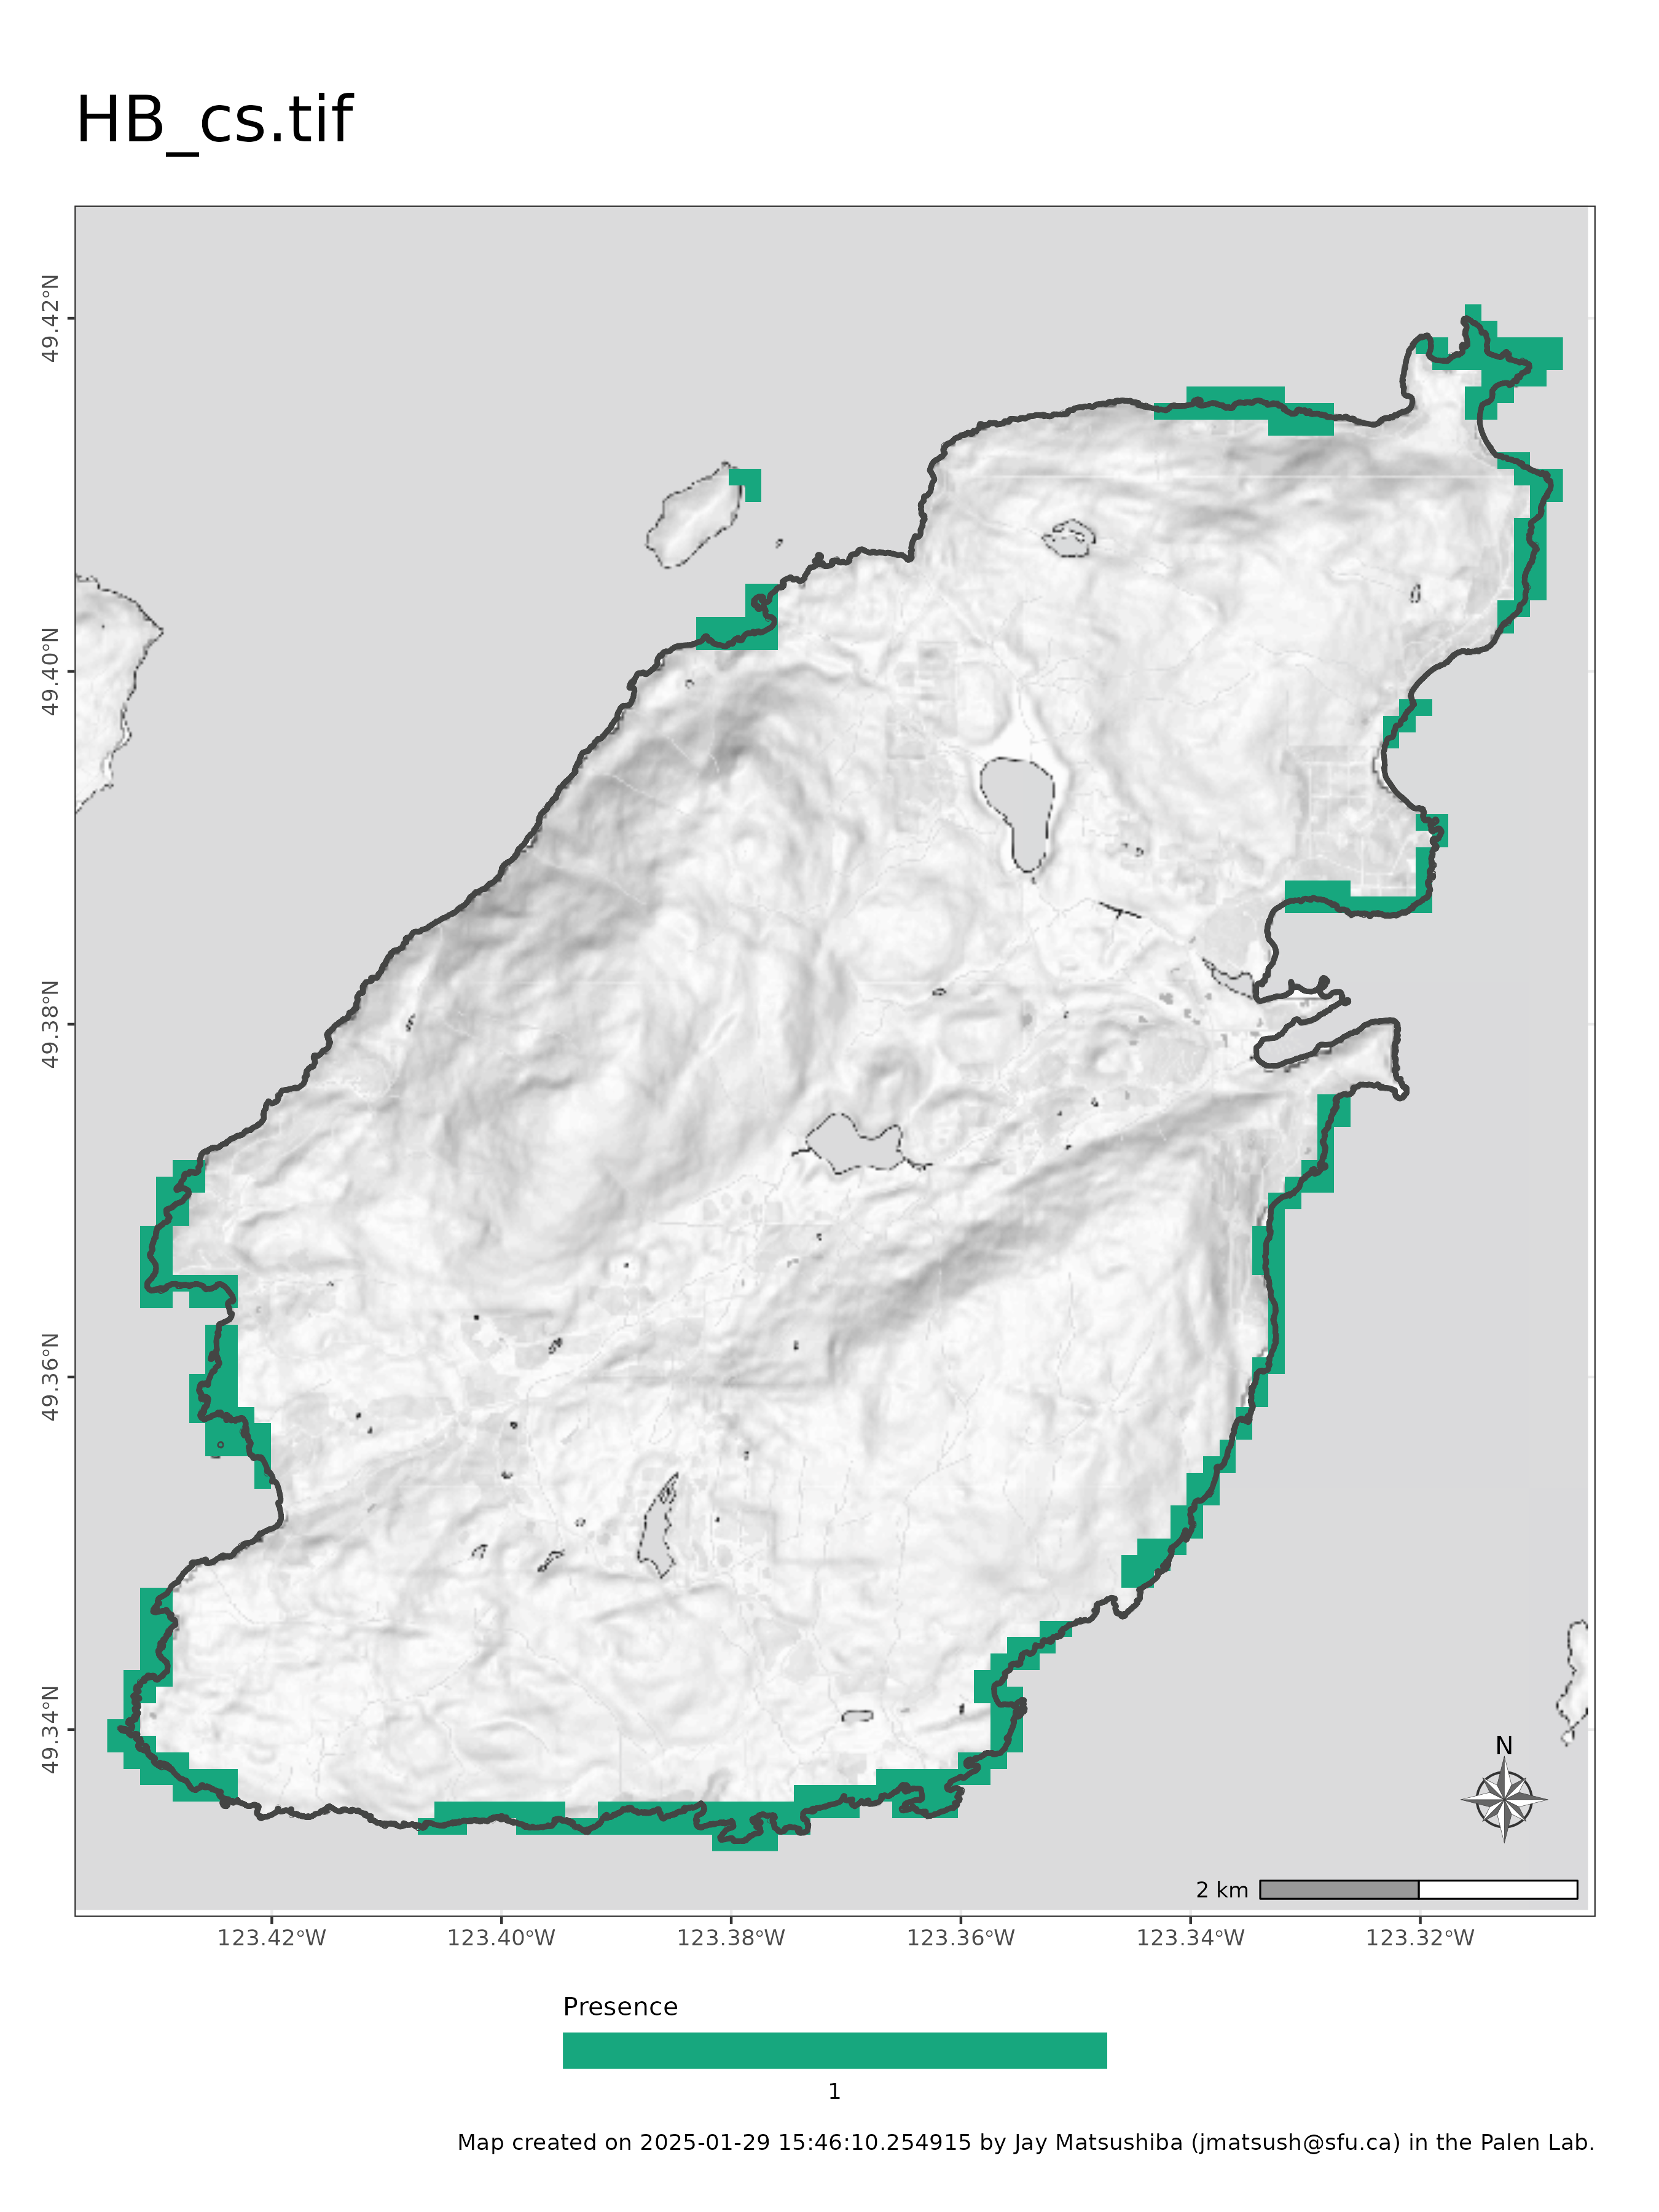 HB_cs.tif
49.42°N
49.40°N
49.38°N
49.36°N
49.34°N
N
2 km
123.42°W 123.40°W 123.38°W 123.36°W 123.34°W 123.32°W
Presence
1
Map created on 2025-01-29 15:46:10.254915 by Jay Matsushiba (jmatsush@sfu.ca) in the Palen Lab.